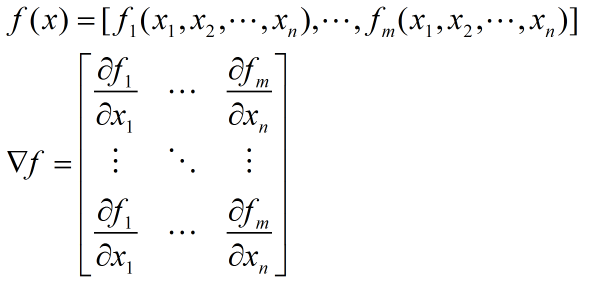 f(x) = [f₁(x₁,x₂,⋯,xₙ),⋯,fₘ(x₁,x₂,⋯,xₙ)]
∇f = [ ∂f₁/∂x₁ ⋯ ∂fₘ/∂xₙ
⋮ ⋱ ⋮
∂f₁/∂x₁ ⋯ ∂fₘ/∂xₙ ]